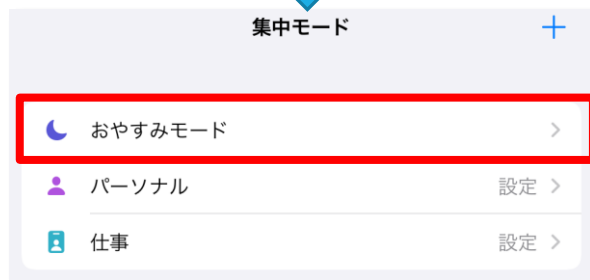 集中モード
おやすみモード
パーソナル 設定
仕事 設定